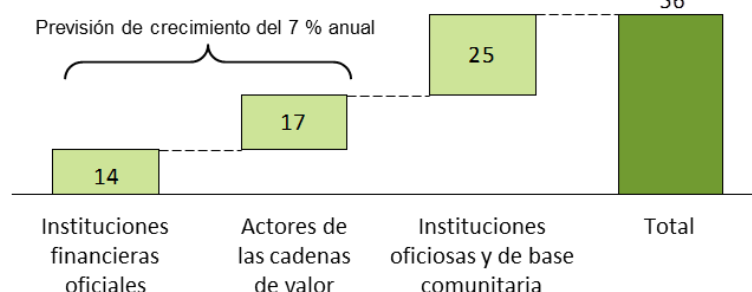 56
Previsión de crecimiento del 7 % anual
25
17
14
Instituciones
financieras
oficiales
Actores de
las cadenas
de valor
Instituciones
oficiosas y de base
comunitaria
Total